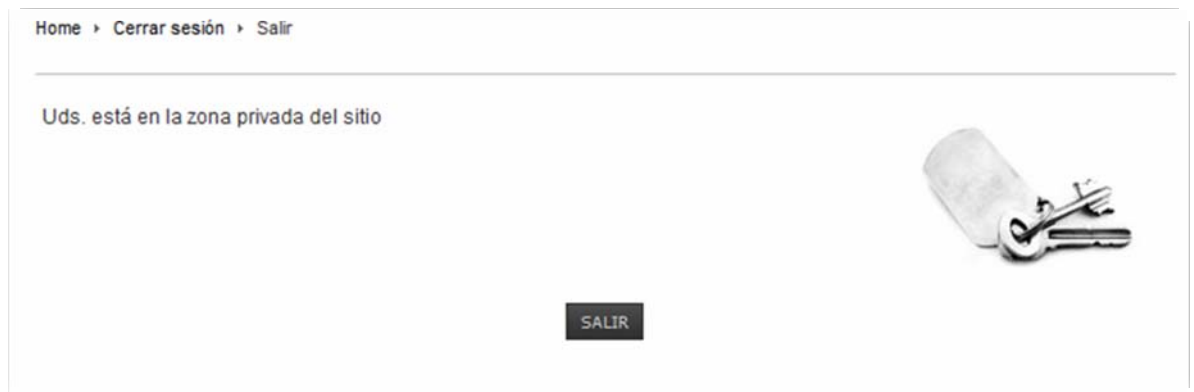 Home ▸ Cerrar sesión ▸ Salir
Uds. está en la zona privada del sitio
SALIR